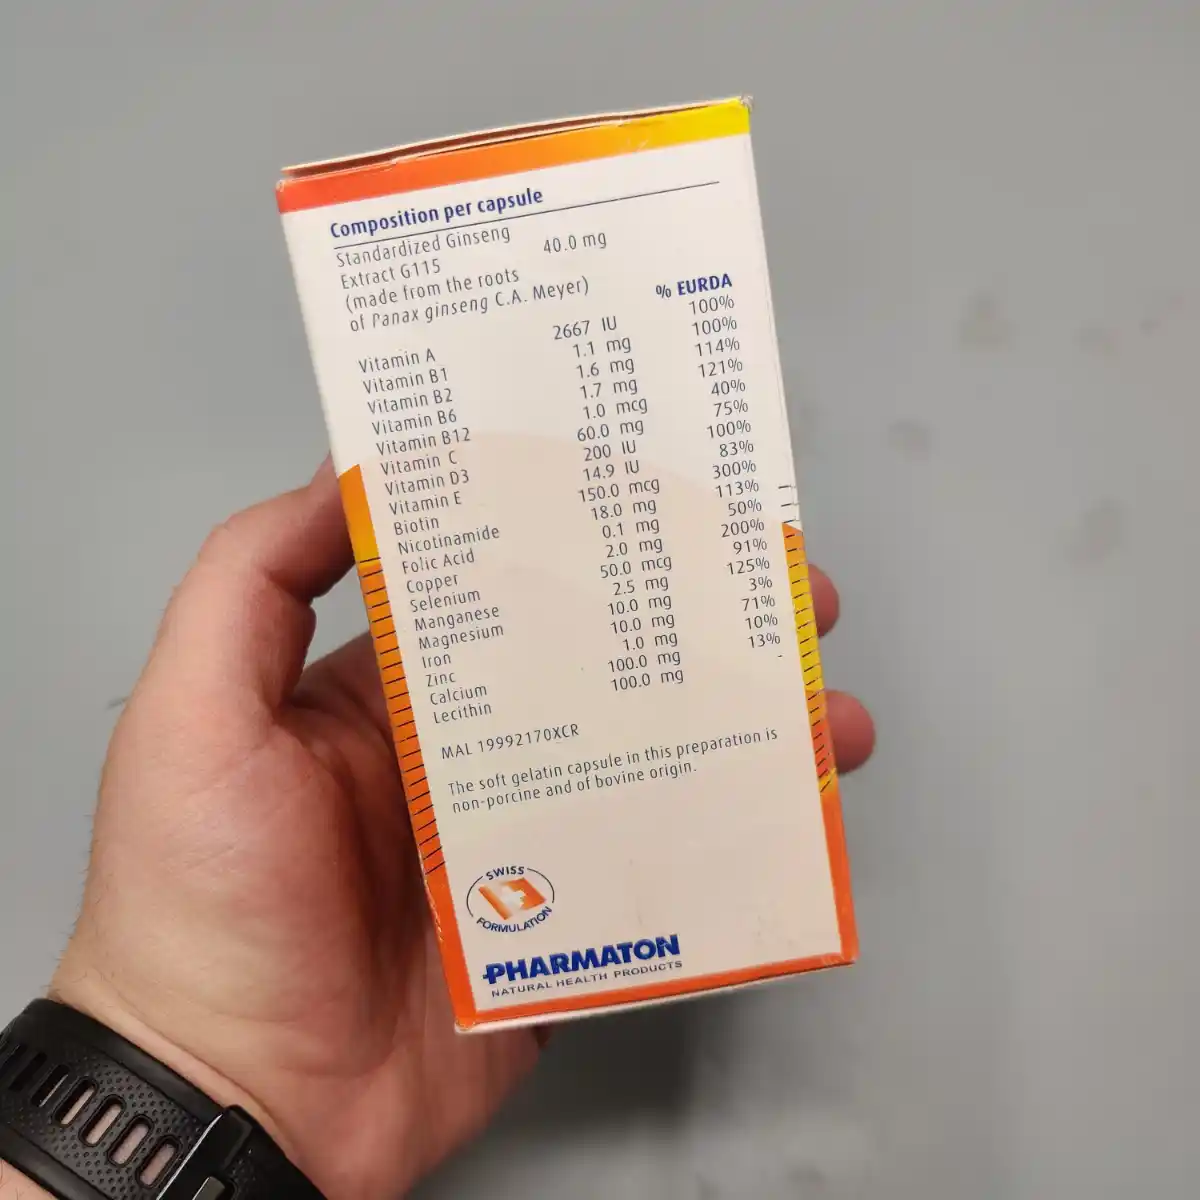 Composition per capsule
Standardized Ginseng 40.0 mg
Extract G115
(made from the roots
of Panax ginseng C.A. Meyer)
% EURDA
Vitamin A 2667 IU 100%
Vitamin B1 1.1 mg 100%
Vitamin B2 1.6 mg 114%
Vitamin B6 1.7 mg 121%
Vitamin B12 1.0 mcg 40%
Vitamin C 60.0 mg 75%
Vitamin D3 200 IU 100%
Vitamin E 14.9 IU 83%
Biotin 150.0 mcg 300%
Nicotinamide 18.0 mg 113%
Folic Acid 0.1 mg 50%
Copper 2.0 mg 200%
Selenium 50.0 mcg 91%
Manganese 2.5 mg 125%
Magnesium 10.0 mg 3%
Iron 10.0 mg 71%
Zinc 1.0 mg 10%
Calcium 100.0 mg 13%
Lecithin 100.0 mg -
MAL 19992170XCR
The soft gelatin capsule in this preparation is
non-porcine and of bovine origin.
SWISS
FORMULATION
PHARMATON
NATURAL HEALTH PRODUCTS